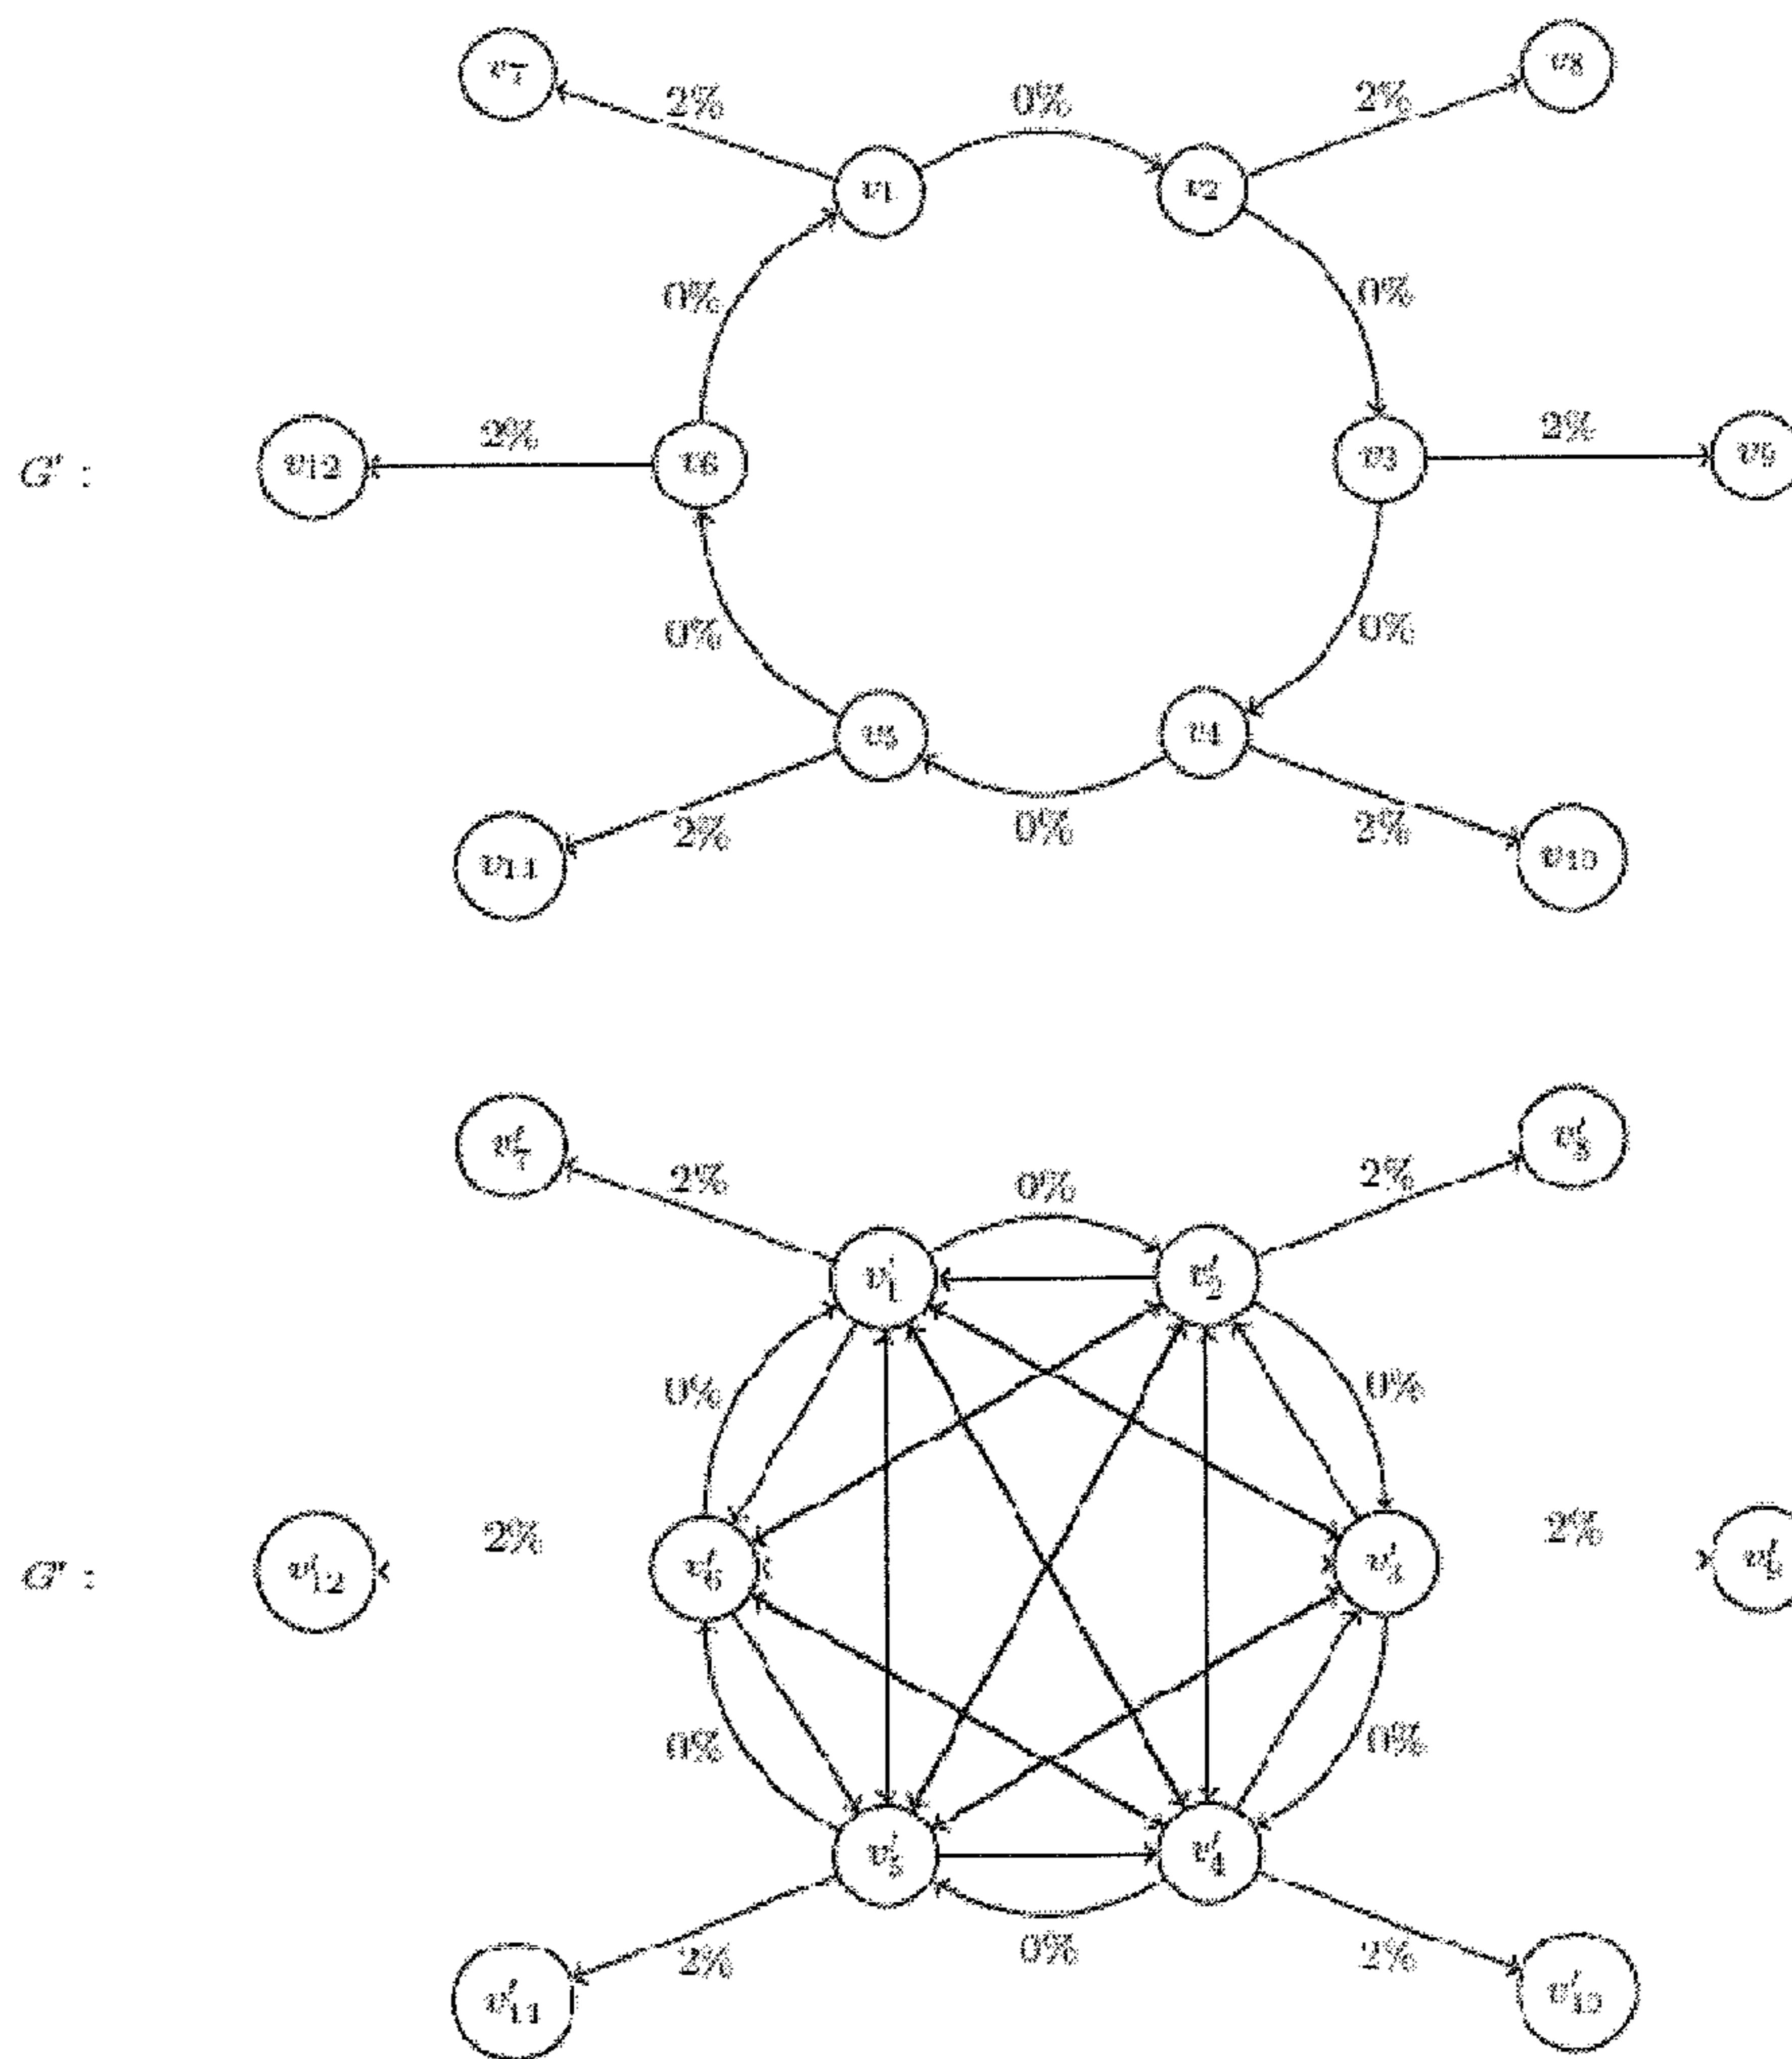 v7 v8
2% 0% 2%
v1 v2
0% 0%
G' : v12 2% v6 v3 2% v9
0% 0%
v5 v4
2% 0% 2%
v11 v10
v'7 v'8
2% 0% 2%
v'1 v'2
0% 0%
G' : v'12 2% v'6 v'3 2% v'9
0% 0%
v'5 v'4
2% 0% 2%
v'11 v'10